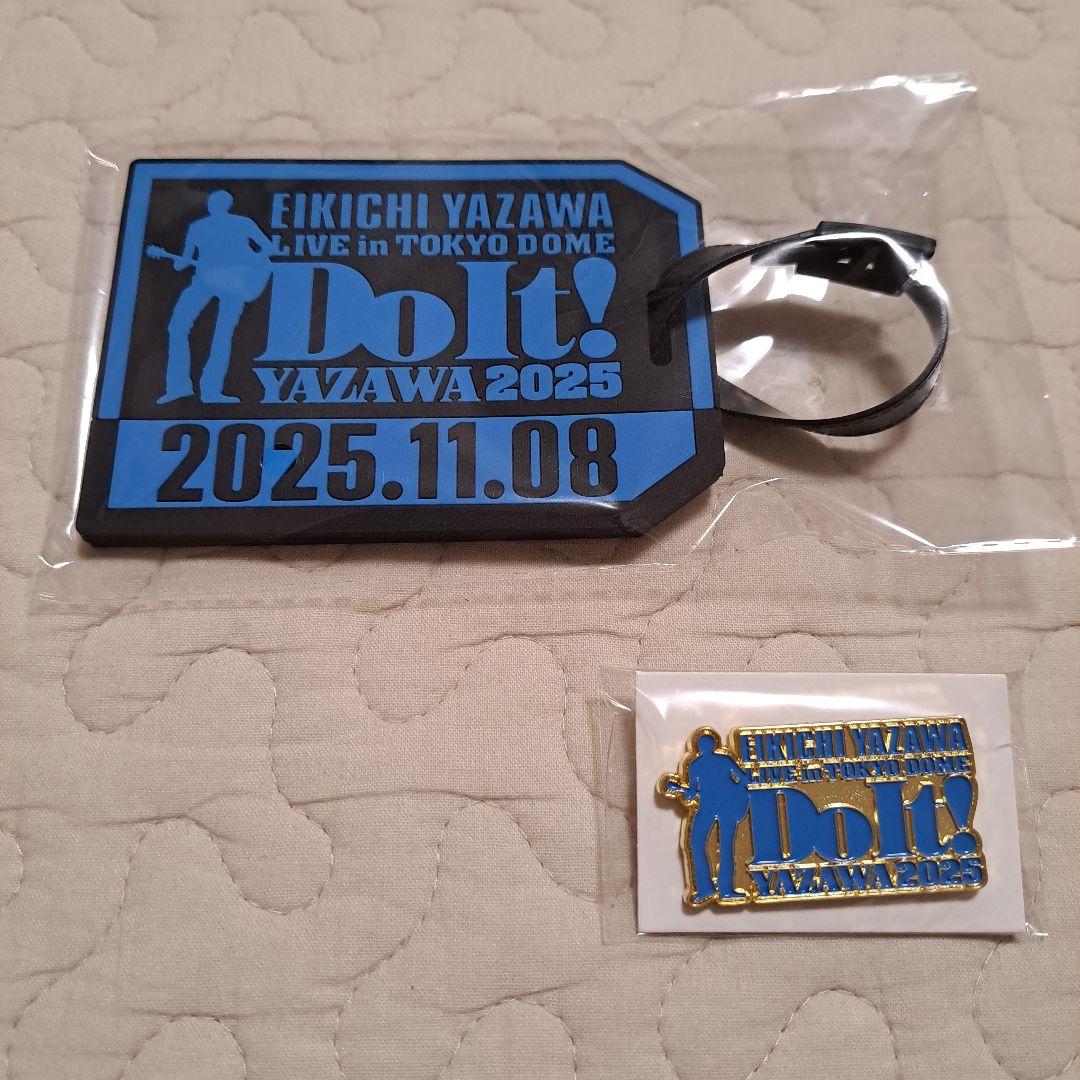 EIKICHI YAZAWA
LIVE in TOKYO DOME
Do It!
YAZAWA 2025
2025.11.08
EIKICHI YAZAWA
LIVE in TOKYO DOME
Do It!
YAZAWA 2025